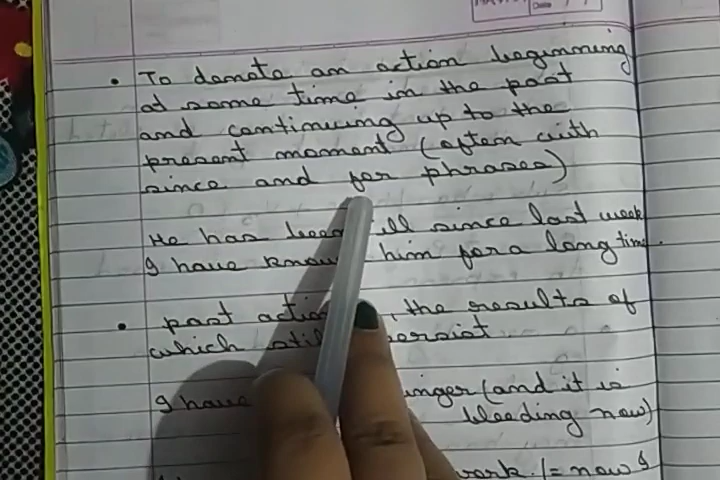 Date
• To denote an action beginning
at some time in the past
and continuing up to the
present moment (often with
since and for phrases)
He has been ill since last week
I have known him for a long time.
• past action, the results of
which still persist.
I have finger (and it is
bleeding now)
work. (= now I